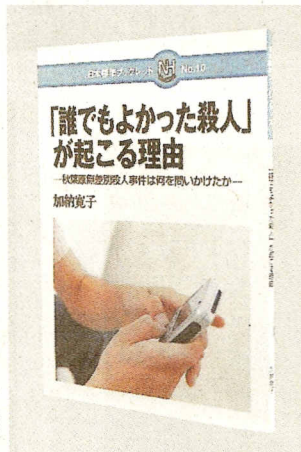 日本標準ブックレット NH No.10
「誰でもよかった殺人」
が起こる理由
―秋葉原無差別殺人事件は何を問いかけたか―
加納寛子